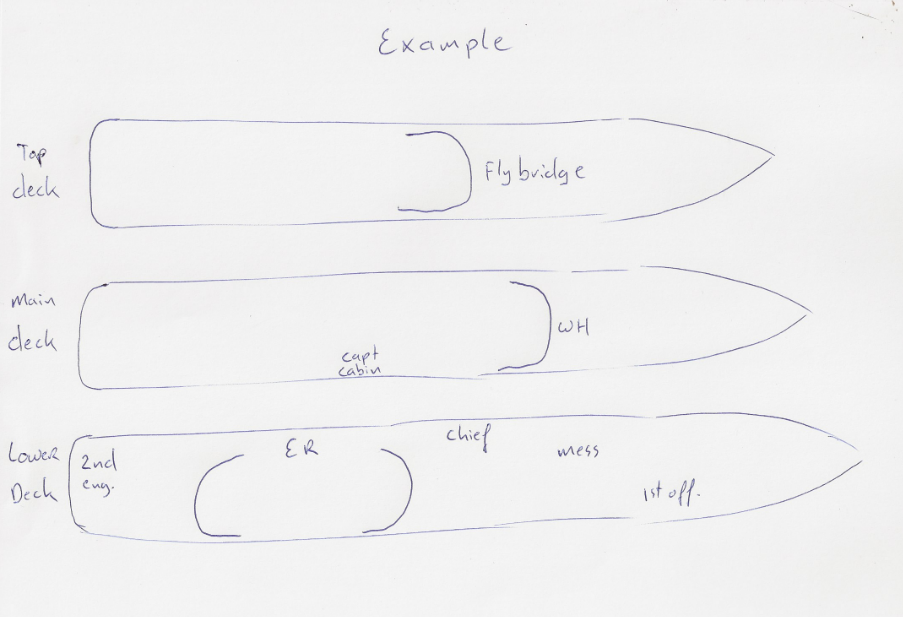 Example
Top
deck
Flybridge
Main
deck
WH
capt
cabin
Lower
Deck
2nd
eng.
ER
chief
mess
1st off.